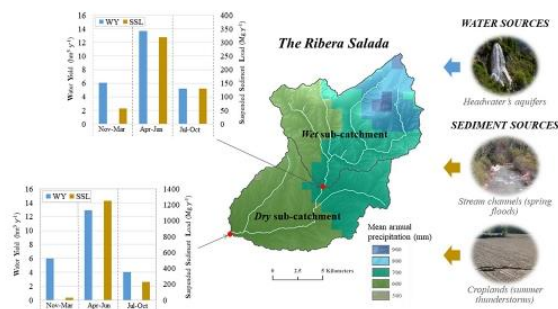 WY
SSL
Water Yield (hm³ y⁻¹)
16
14
12
10
8
6
4
2
0
Suspended Sediment Load (Mg y⁻¹)
400
350
300
250
200
150
100
50
0
Nov-Mar
Apr-Jun
Jul-Oct
The Ribera Salada
Wet sub-catchment
Dry sub-catchment
Mean annual
precipitation (mm)
900
800
700
600
500
0
2.5
5 Kilometers
WY
SSL
Water Yield (hm³ y⁻¹)
16
14
12
10
8
6
4
2
0
Suspended Sediment Load (Mg y⁻¹)
1400
1200
1000
800
600
400
200
0
Nov-Mar
Apr-Jun
Jul-Oct
WATER SOURCES
Headwater's aquifers
SEDIMENT SOURCES
Stream channels (spring
floods)
Croplands (summer
thunderstorms)